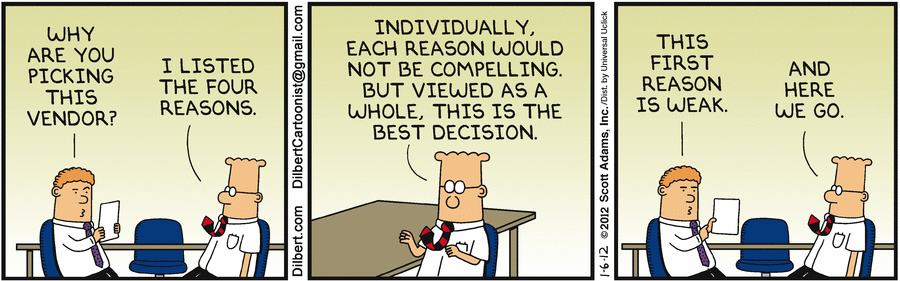 WHY
ARE YOU
PICKING
THIS
VENDOR?
I LISTED
THE FOUR
REASONS.
Dilbert.com DilbertCartoonist@gmail.com
INDIVIDUALLY,
EACH REASON WOULD
NOT BE COMPELLING.
BUT VIEWED AS A
WHOLE, THIS IS THE
BEST DECISION.
1-6-12 ©2012 Scott Adams, Inc. /Dist. by Universal Uclick
THIS
FIRST
REASON
IS WEAK.
AND
HERE
WE GO.